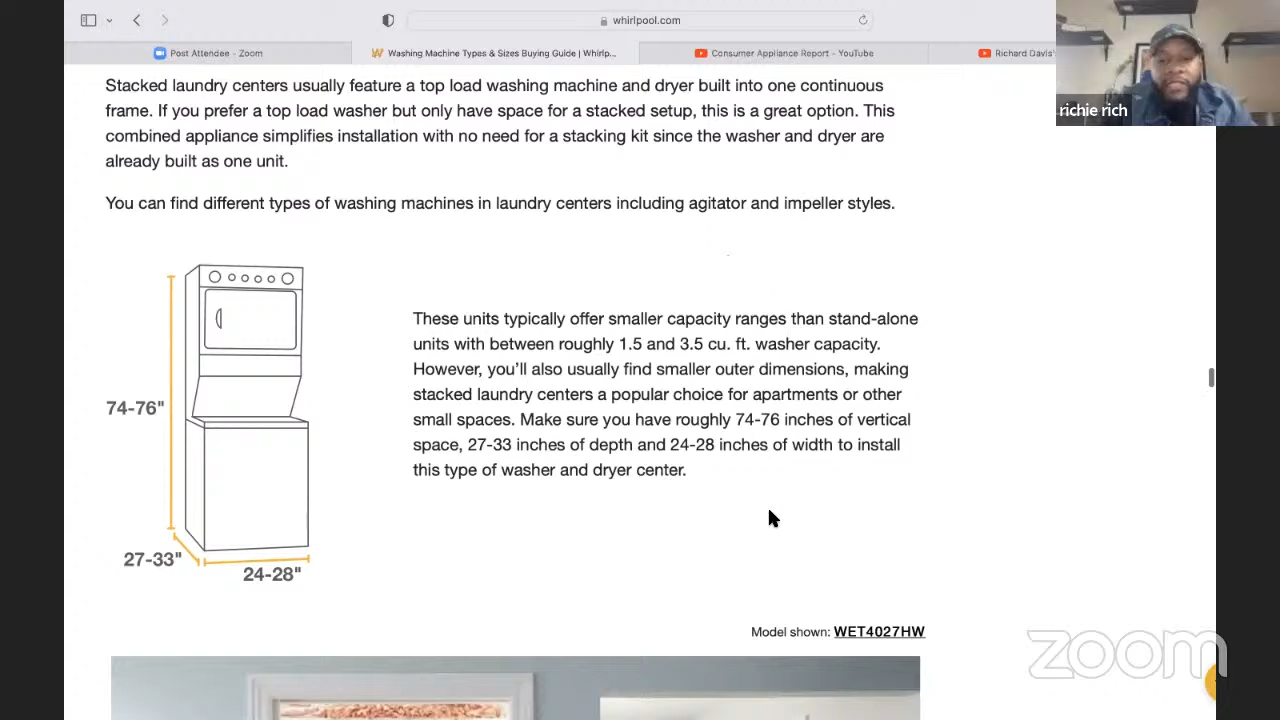 whirlpool.com
Post Attendee - Zoom
Washing Machine Types & Sizes Buying Guide | Whirlp...
Consumer Appliance Report - YouTube
Richard Davis'
richie rich
Stacked laundry centers usually feature a top load washing machine and dryer built into one continuous
frame. If you prefer a top load washer but only have space for a stacked setup, this is a great option. This
combined appliance simplifies installation with no need for a stacking kit since the washer and dryer are
already built as one unit.
You can find different types of washing machines in laundry centers including agitator and impeller styles.
These units typically offer smaller capacity ranges than stand-alone
units with between roughly 1.5 and 3.5 cu. ft. washer capacity.
However, you'll also usually find smaller outer dimensions, making
stacked laundry centers a popular choice for apartments or other
small spaces. Make sure you have roughly 74-76 inches of vertical
space, 27-33 inches of depth and 24-28 inches of width to install
this type of washer and dryer center.
74-76"
27-33"
24-28"
Model shown: WET4027HW
zoom